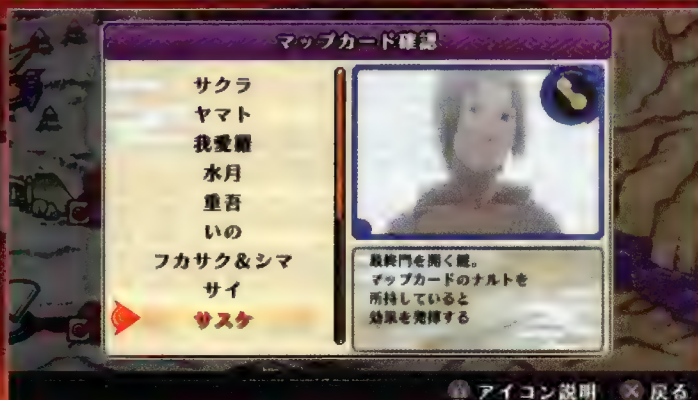 マップカード確認
サクラ
ヤマト
我愛羅
水月
重吾
いの
フカサク&シマ
サイ
サスケ
最終門を開く鍵。
マップカードのナルトを
所持していると
効果を発揮する
アイコン説明
戻る